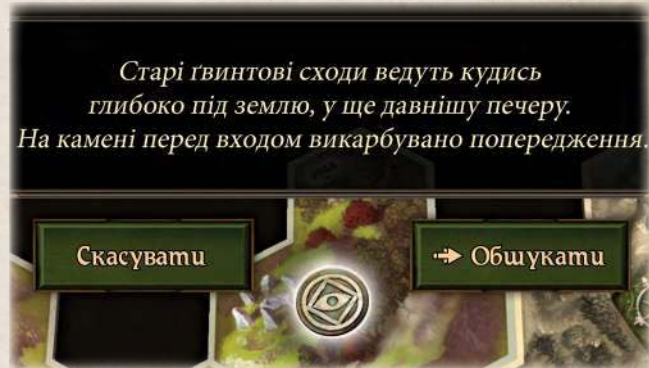 Старі ґвинтові сходи ведуть кудись
глибоко під землю, у ще давнішу печеру.
На камені перед входом викарбувано попередження.
Скасувати
Обшукати